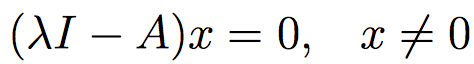 (λI − A)x = 0, x ≠ 0